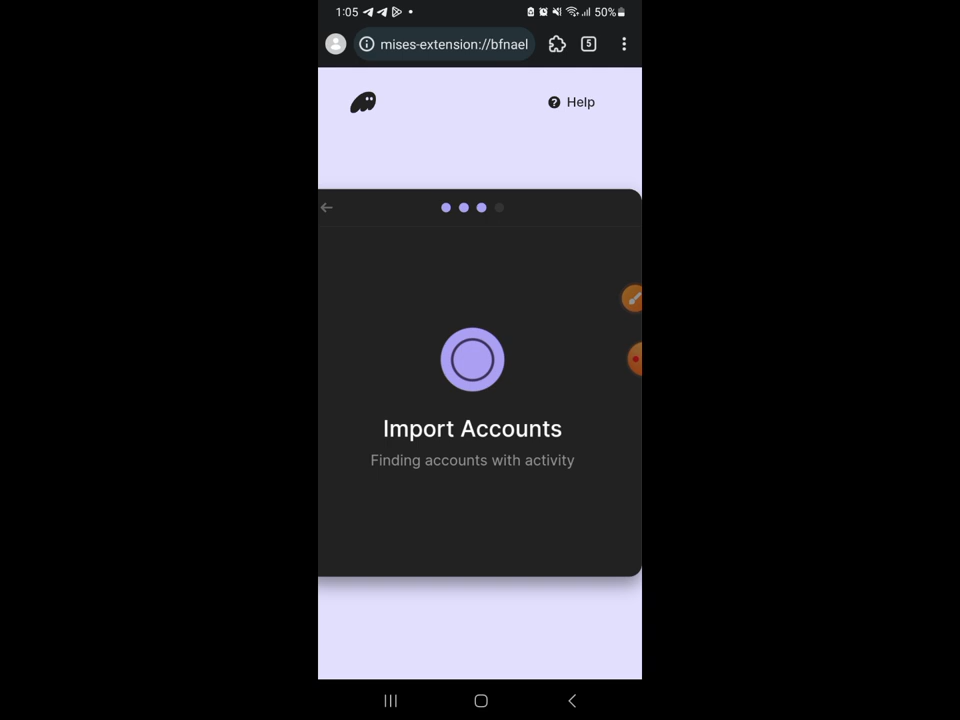 1:05 50%
mises-extension://bfnael 5
Help
Import Accounts
Finding accounts with activity